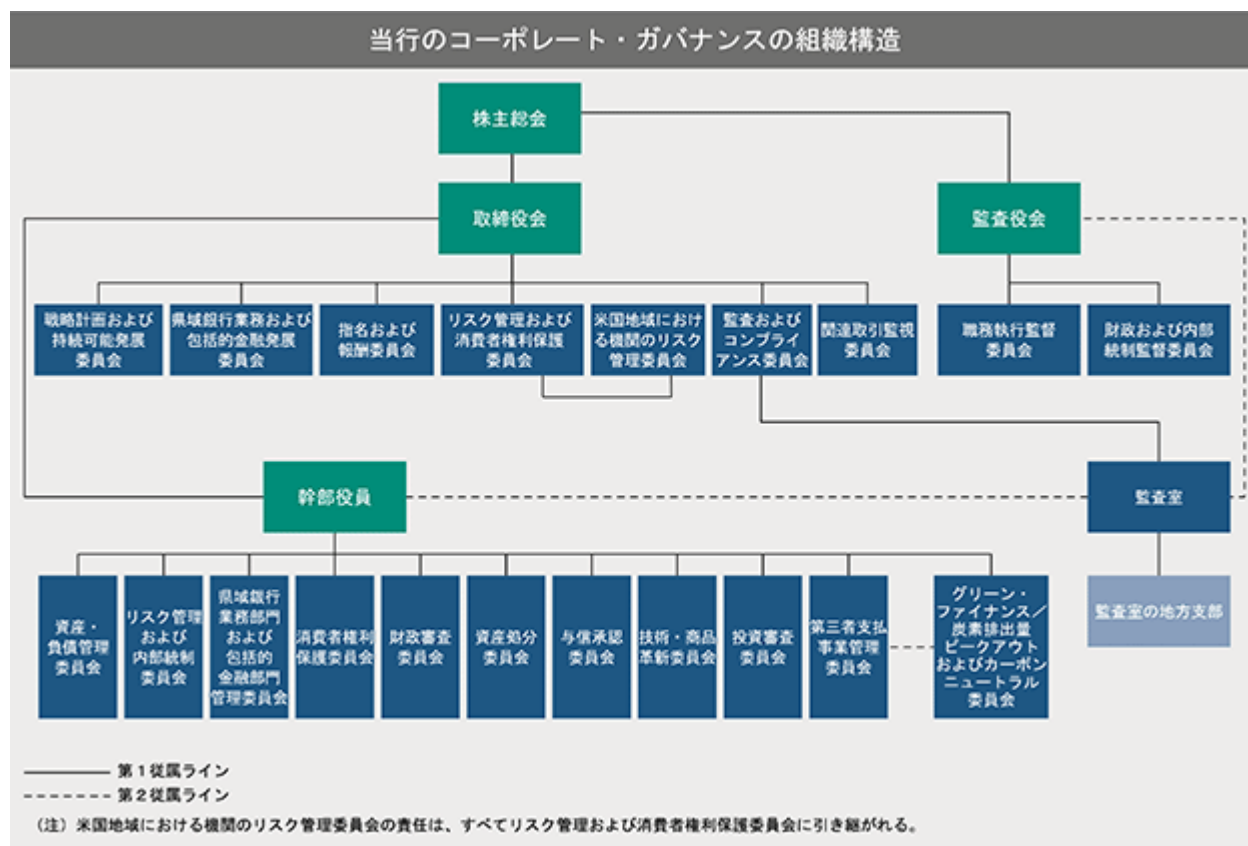 当行のコーポレート・ガバナンスの組織構造
株主総会
取締役会
監査役会
戦略計画および
持続可能発展
委員会
県域銀行業務および
包括的金融発展
委員会
指名および
報酬委員会
リスク管理および
消費者権利保護
委員会
米国地域におけ
る機関のリスク
管理委員会
監査および
コンプライ
アンス委員会
関連取引監視
委員会
職務執行監督
委員会
財政および内部
統制監督委員会
幹部役員
監査室
資産・
負債管理
委員会
リスク管理
および
内部統制
委員会
県域銀行
業務部門
および
包括的
金融部門
管理委員会
消費者権利
保護委員会
財政審査
委員会
資産処分
委員会
与信承認
委員会
技術・商品
革新委員会
投資審査
委員会
第三者支払
事業管理
委員会
グリーン・
ファイナンス／
炭素排出量
ピークアウト
およびカーボン
ニュートラル
委員会
監査室の地方支部
第1従属ライン
第2従属ライン
（注）米国地域における機関のリスク管理委員会の責任は、すべてリスク管理および消費者権利保護委員会に引き継がれる。